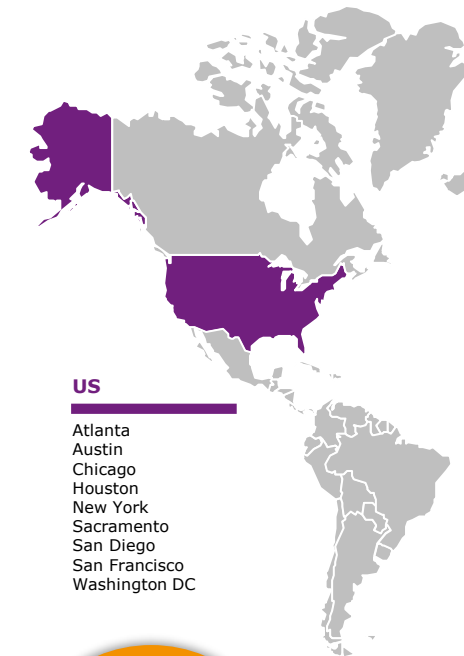 US
Atlanta
Austin
Chicago
Houston
New York
Sacramento
San Diego
San Francisco
Washington DC